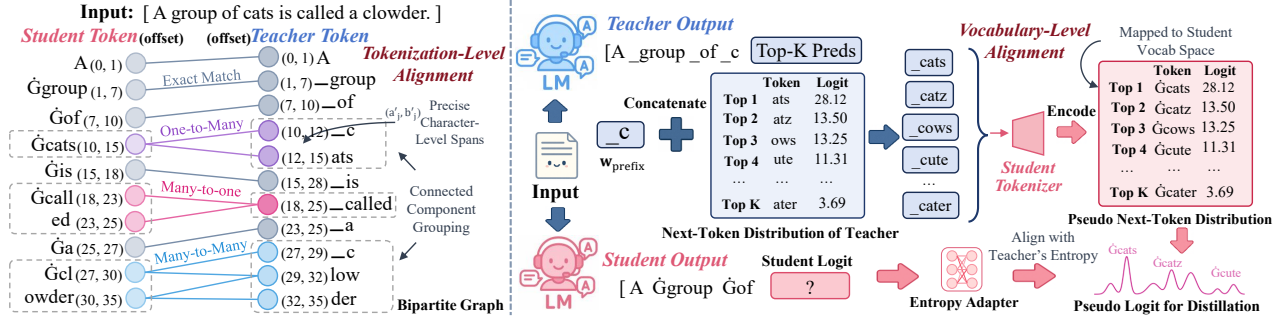 Input: [ A group of cats is called a clowder. ]
Student Token (offset) (offset) Teacher Token
Tokenization-Level
Alignment
A (0, 1) (0, 1) A
Exact Match
Ġgroup (1, 7) (1, 7) _group
Ġof (7, 10) (7, 10) _of
One-to-Many
Ġcats (10, 15) (10, 12) _c
(12, 15) ats
(a'j, b'j) Precise
Character-
Level Spans
Ġis (15, 18) (15, 28) _is
Many-to-one
Ġcall (18, 23) (18, 25) _called
ed (23, 25)
Connected
Component
Grouping
Ġa (25, 27) (23, 25) _a
Many-to-Many
Ġcl (27, 30) (27, 29) _c
(29, 32) low
owder (30, 35) (32, 35) der
Bipartite Graph
Teacher Output
LM
[A _group _of _c Top-K Preds
Input
Concatenate
_c
wprefix
Token Logit
Top 1 ats 28.12
Top 2 atz 13.50
Top 3 ows 13.25
Top 4 ute 11.31
... ... ...
Top K ater 3.69
Next-Token Distribution of Teacher
_cats
_catz
_cows
_cute
...
_cater
Vocabulary-Level
Alignment
Student
Tokenizer
Encode
Mapped to Student
Vocab Space
Token Logit
Top 1 Ġcats 28.12
Top 2 Ġcatz 13.50
Top 3 Ġcows 13.25
Top 4 Ġcute 11.31
... ... ...
Top K Ġcater 3.69
Pseudo Next-Token Distribution
Student Output
LM
[ A Ġgroup Ġof
Student Logit
?
Entropy Adapter
Align with
Teacher's Entropy
Ġcats
Ġcatz
Ġcute
Pseudo Logit for Distillation